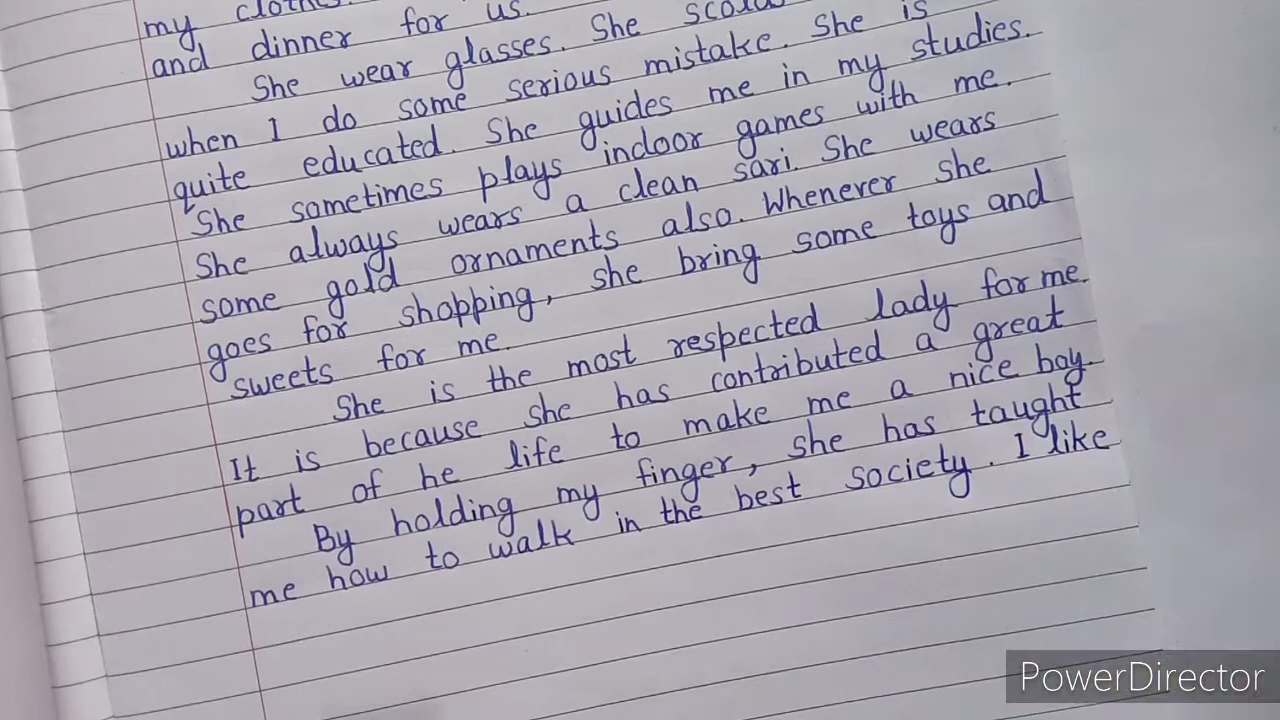 my clothes.
and dinner for us.
She wear glasses. She scold
when I do some serious mistake. She is
quite educated. She guides me in my studies.
She sometimes plays indoor games with me.
She always wears a clean sari. She wears
some gold ornaments also. Whenever she
goes for shopping, she bring some toys and
sweets for me.
She is the most respected lady for me.
It is because she has contributed a great
part of he life to make me a nice boy.
By holding my finger, she has taught
me how to walk in the best society. I like
PowerDirector